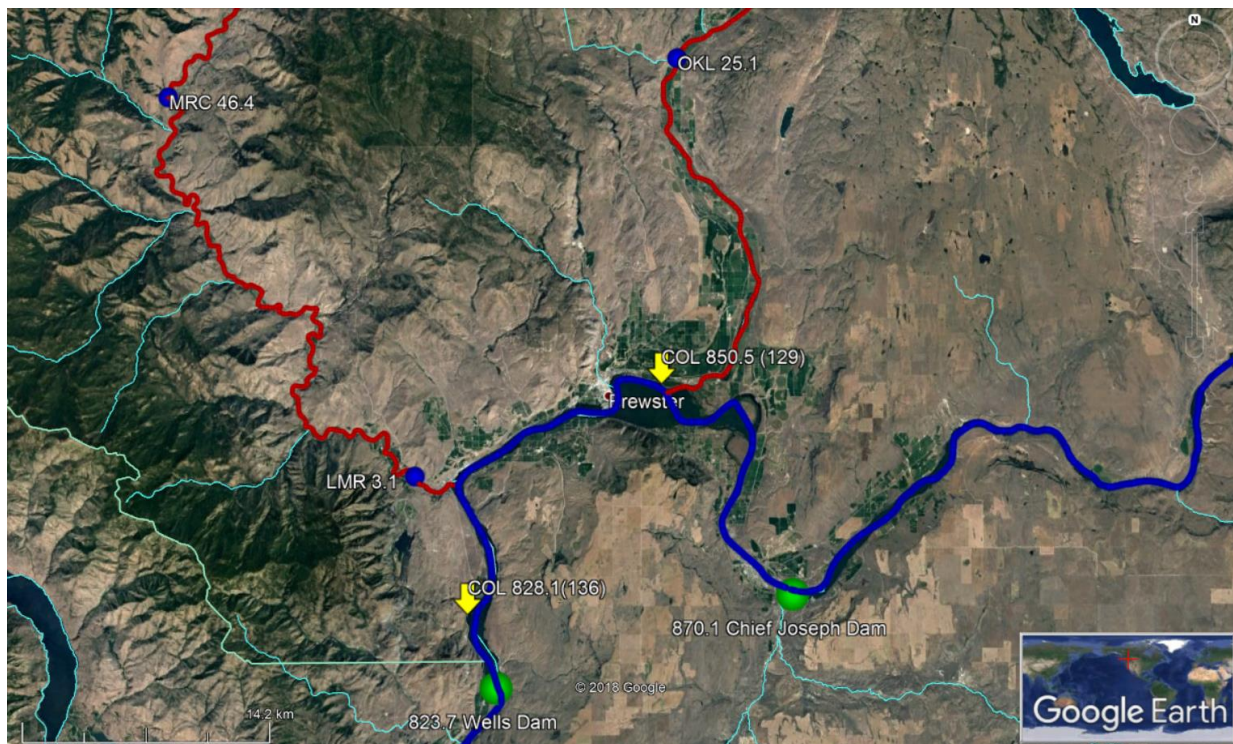 N
OKL 25.1
MRC 46.4
COL 850.5 (129)
Brewster
LMR 3.1
COL 828.1(136)
870.1 Chief Joseph Dam
© 2018 Google
14.2 km
823.7 Wells Dam
Google Earth